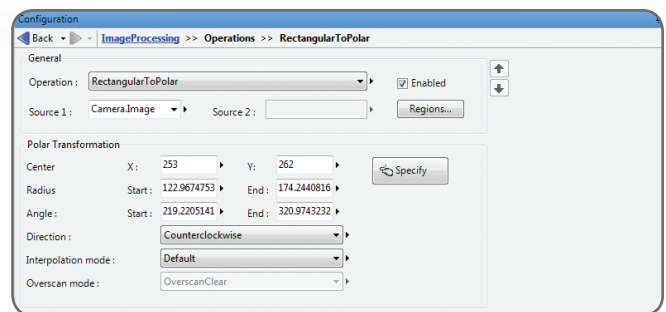 Configuration
Back ImageProcessing >> Operations >> RectangularToPolar
General
Operation : RectangularToPolar Enabled
Source 1 : Camera.Image Source 2 : Regions...
Polar Transformation
Center X : 253 Y : 262 Specify
Radius Start : 122.9674753 End : 174.2440816
Angle : Start : 219.2205141 End : 320.9743232
Direction : Counterclockwise
Interpolation mode : Default
Overscan mode : OverscanClear